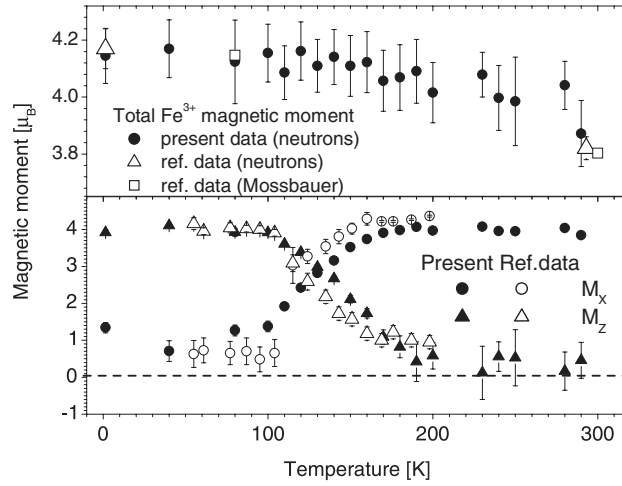 4.2
4.0
3.8
Total Fe³⁺ magnetic moment
present data (neutrons)
ref. data (neutrons)
ref. data (Mossbauer)
Magnetic moment [μB]
4
3
2
1
0
-1
Present Ref.data
Mx
Mz
0 100 200 300
Temperature [K]